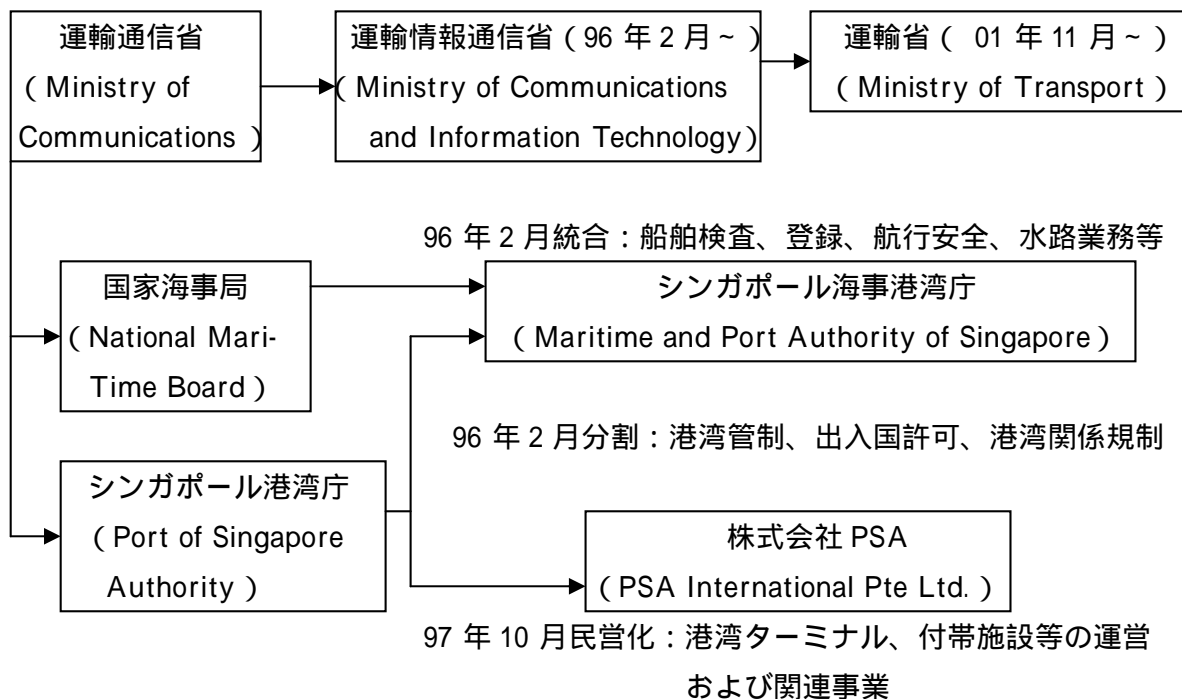 運輸通信省
（Ministry of
Communications）
運輸情報通信省（96 年 2 月~）
（Ministry of Communications
and Information Technology）
運輸省（ 01 年 11 月~）
（Ministry of Transport）
96 年 2 月統合：船舶検査、登録、航行安全、水路業務等
国家海事局
（National Mari-
Time Board）
シンガポール海事港湾庁
（Maritime and Port Authority of Singapore）
96 年 2 月分割：港湾管制、出入国許可、港湾関係規制
シンガポール港湾庁
（Port of Singapore
Authority）
株式会社 PSA
（PSA International Pte Ltd.）
97 年 10 月民営化：港湾ターミナル、付帯施設等の運営
および関連事業